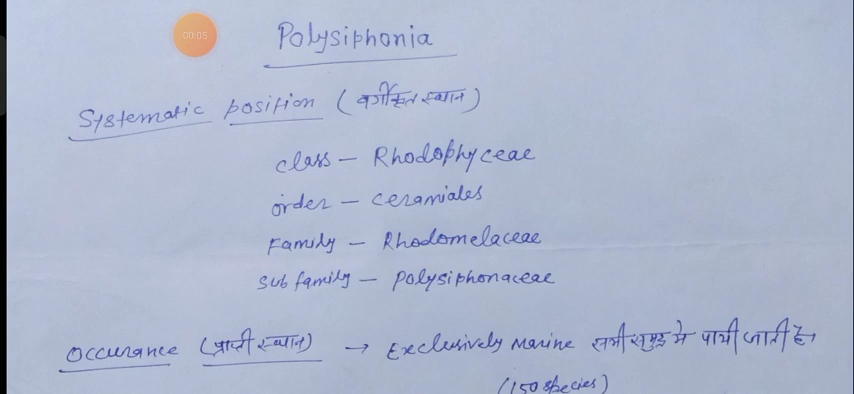 00:05
Polysiphonia
Systematic position (वर्गीकृत स्थान)
class — Rhodophyceae
order — ceramiales
Family — Rhodomelaceae
sub family — Polysiphonaceae
Occurance (प्राप्ती स्थान) → Exclusively Marine सभी समुद्र मे पायी जाती है।
(150 species)